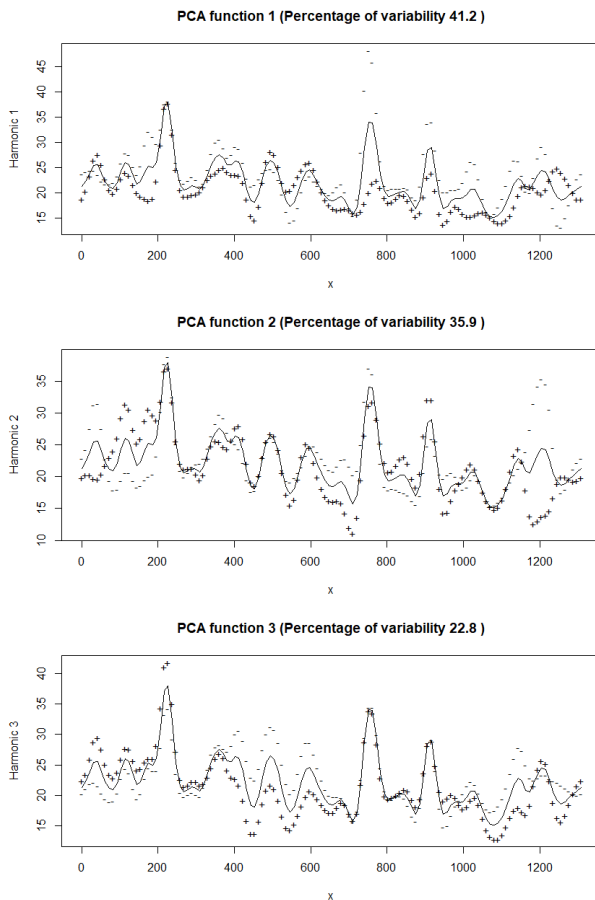 PCA function 1 (Percentage of variability 41.2 )
Harmonic 1
45
40
35
30
25
20
15
0 200 400 600 800 1000 1200
x
PCA function 2 (Percentage of variability 35.9 )
Harmonic 2
35
30
25
20
15
10
0 200 400 600 800 1000 1200
x
PCA function 3 (Percentage of variability 22.8 )
Harmonic 3
40
35
30
25
20
15
0 200 400 600 800 1000 1200
x